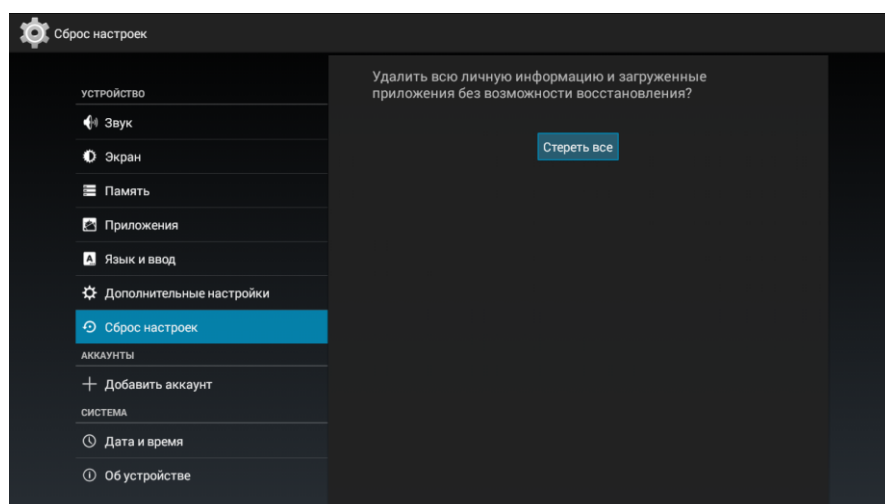 Сброс настроек
УСТРОЙСТВО
Звук
Экран
Память
Приложения
Язык и ввод
Дополнительные настройки
Сброс настроек
АККАУНТЫ
Добавить аккаунт
СИСТЕМА
Дата и время
Об устройстве
Удалить всю личную информацию и загруженные
приложения без возможности восстановления?
Стереть все